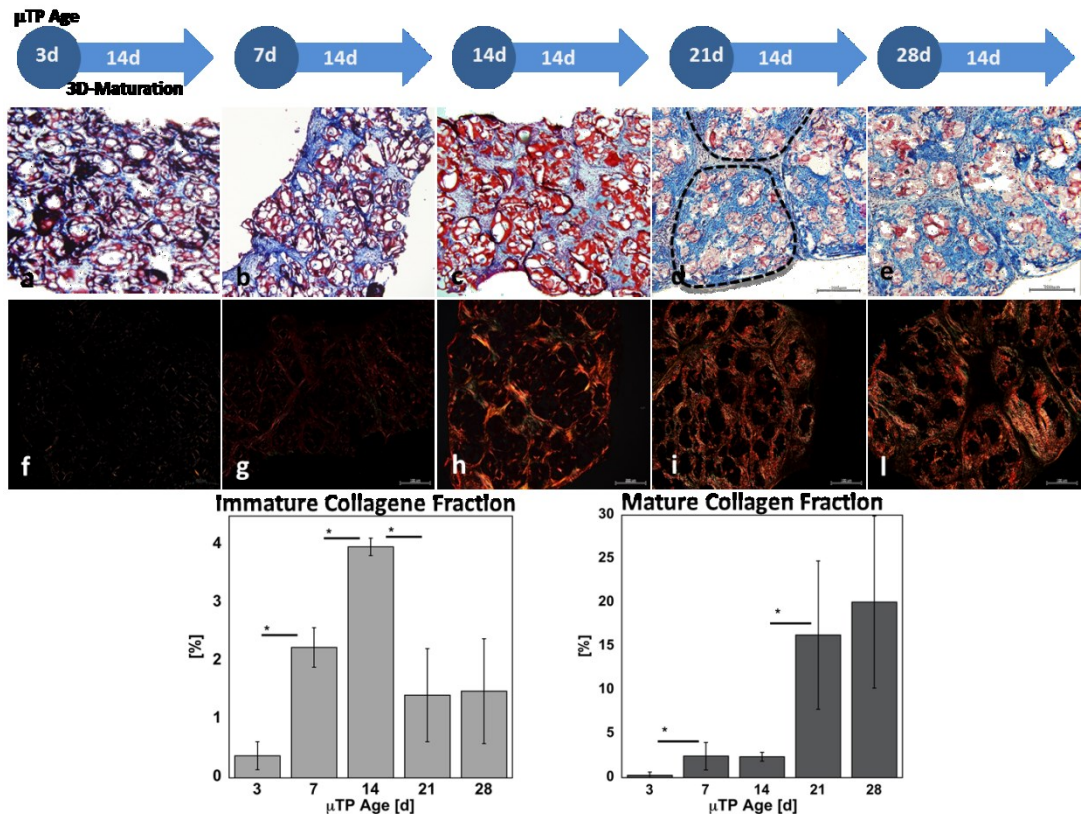 μTP Age
3d 14d 7d 14d 14d 14d 21d 14d 28d 14d
3D-Maturation
a b c d e
f g h i l
Immature Collagene Fraction
4
3
2
1
0
[%]
* * *
3 7 14 21 28
μTP Age [d]
Mature Collagen Fraction
30
25
20
15
10
5
0
[%]
* *
3 7 14 21 28
μTP Age [d]